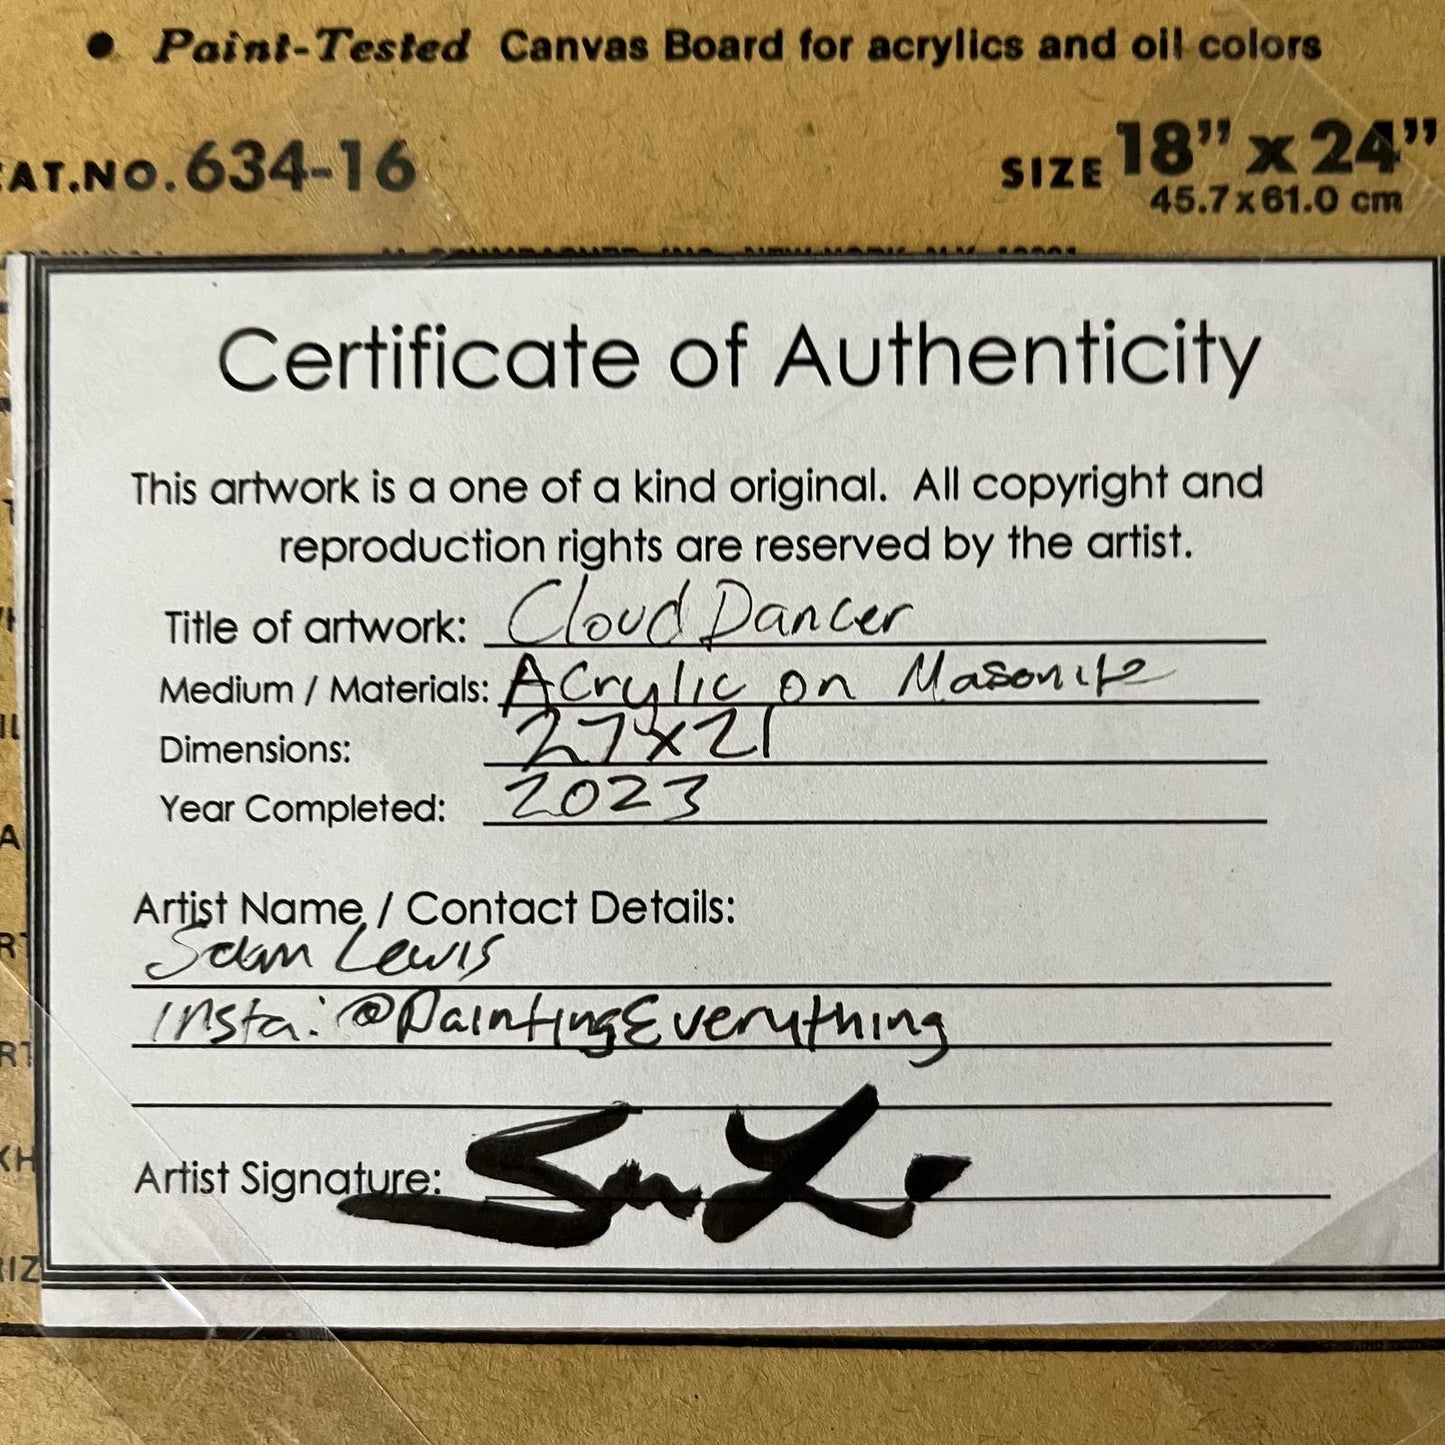 • Paint-Tested Canvas Board for acrylics and oil colors
CAT.NO. 634-16
SIZE 18" x 24"
45.7 x 61.0 cm
Certificate of Authenticity
This artwork is a one of a kind original. All copyright and
reproduction rights are reserved by the artist.
Title of artwork: Cloud Dancer
Medium / Materials: Acrylic on Masonite
Dimensions: 27x21
Year Completed: 2023
Artist Name / Contact Details:
Lewis
Insta: @PaintingEverything
Artist Signature: